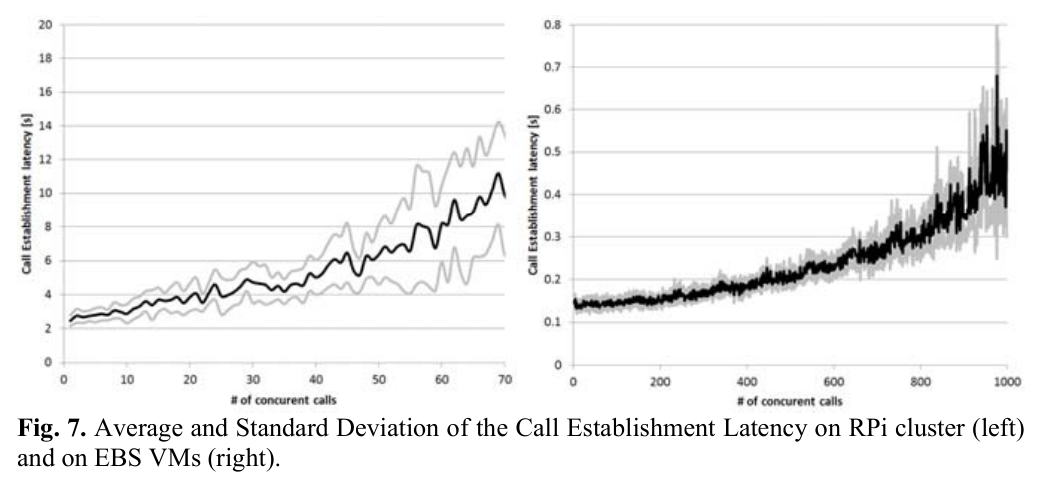 20
18
16
14
12
10
8
6
4
2
0
Call Establishment latency [s]
0 10 20 30 40 50 60 70
# of concurent calls
0.8
0.7
0.6
0.5
0.4
0.3
0.2
0.1
0
Call Establishment latency [s]
0 200 400 600 800 1000
# of concurent calls
Fig. 7. Average and Standard Deviation of the Call Establishment Latency on RPi cluster (left)
and on EBS VMs (right).